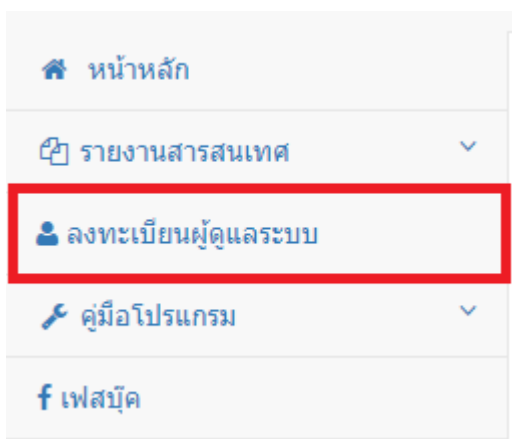 หน้าหลัก
รายงานสารสนเทศ
ลงทะเบียนผู้ดูแลระบบ
คู่มือโปรแกรม
เฟสบุ๊ค